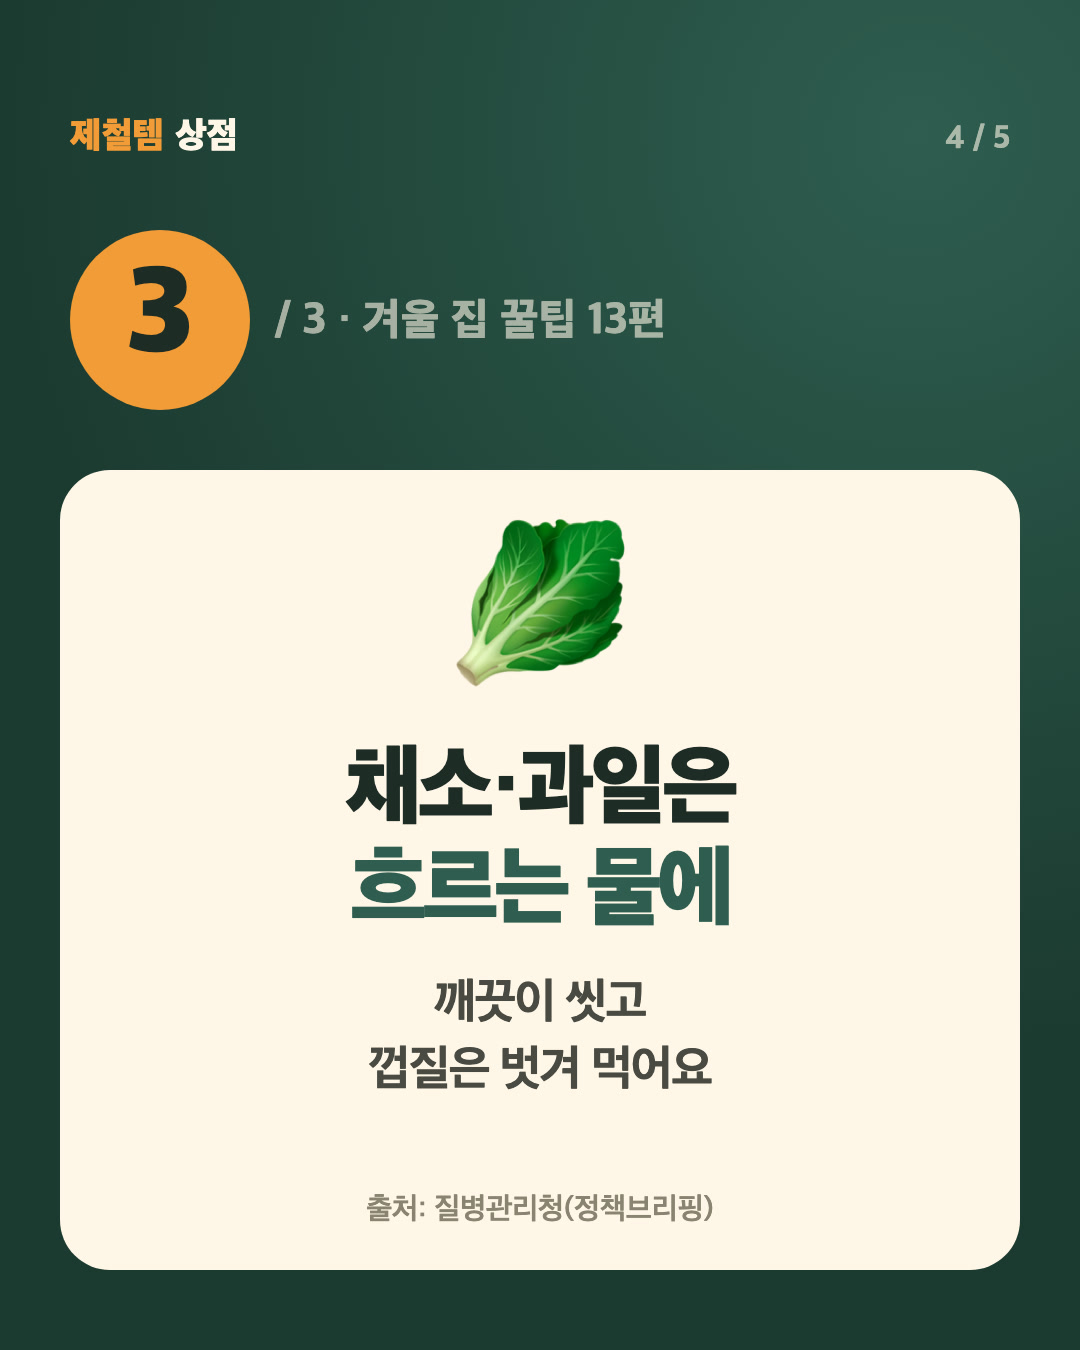 제철템 상점
4 / 5
3
/ 3 · 겨울 집 꿀팁 13편
채소·과일은
흐르는 물에
깨끗이 씻고
껍질은 벗겨 먹어요
출처: 질병관리청(정책브리핑)